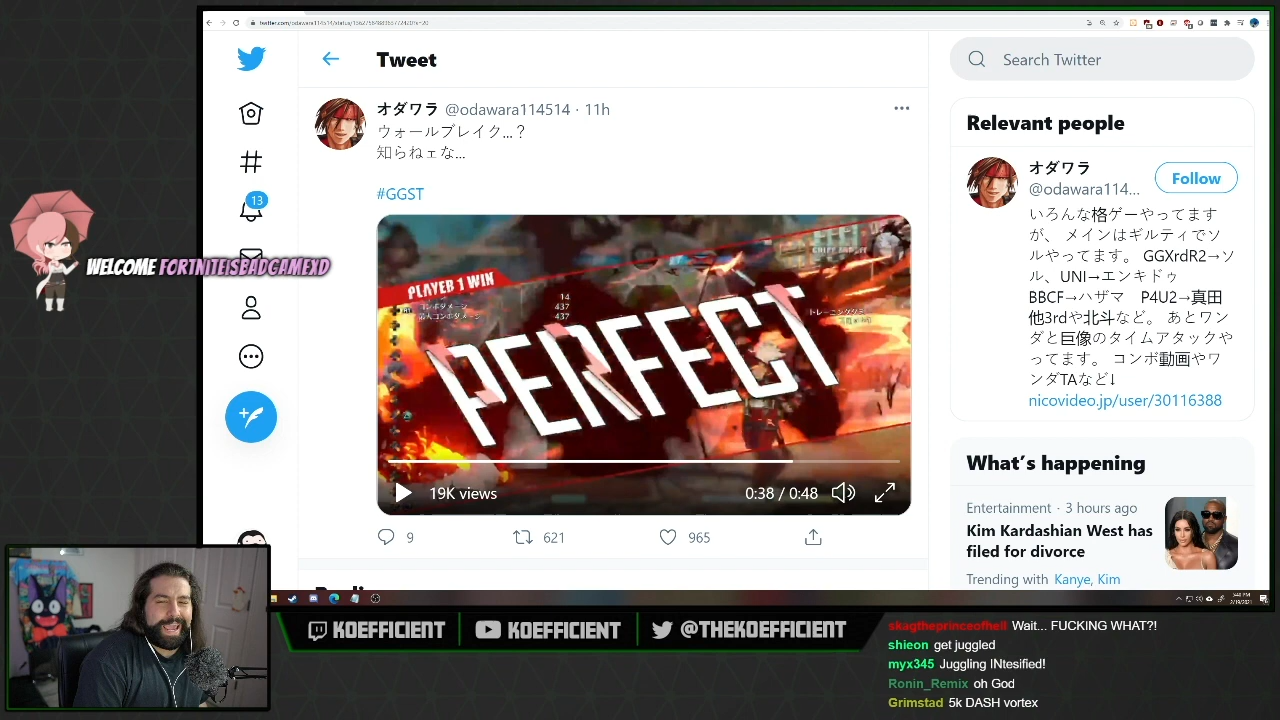 Tweet
オダワラ @odawara114514 · 11h
ウォールブレイク...？
知らねェな...
#GGST
PLAYER 1 WIN
14
437
437
PERFECT
19K views
0:38 / 0:48
9
621
965
13
Search Twitter
Relevant people
オダワラ
@odawara114...
Follow
いろんな格ゲーやってます
が、 メインはギルティでソ
ルやってます。 GGXrdR2→ソ
ル、UNI→エンキドゥ
BBCF→ハザマ、P4U2→真田
他3rdや北斗など。 あとワン
ダと巨像のタイムアタックや
ってます。 コンボ動画やワ
ンダTAなど↓
nicovideo.jp/user/30116388
What's happening
Entertainment · 3 hours ago
Kim Kardashian West has
filed for divorce
Trending with Kanye, Kim
WELCOME FORTNITEISBADGAMEXD
KOEFFICIENT
KOEFFICIENT
@THEKOEFFICIENT
skagtheprinceofhell Wait... FUCKING WHAT?!
shieon get juggled
myx345 Juggling INtesified!
Ronin_Remix oh God
Grimstad 5k DASH vortex